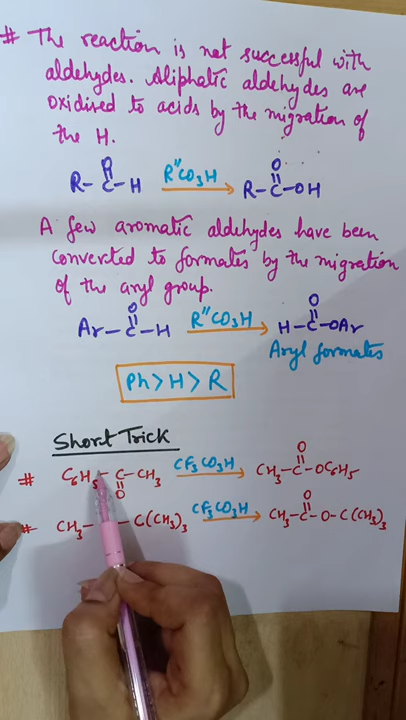 # The reaction is not successful with
aldehydes. Aliphatic aldehydes are
oxidised to acids by the migration of
the H.
R-C(=O)-H R"CO3H → R-C(=O)-OH
A few aromatic aldehydes have been
converted to formates by the migration
of the aryl group.
Ar-C(=O)-H R"CO3H → H-C(=O)-OAr
Aryl formates
Ph > H > R
Short Trick
# C6H5-C(=O)-CH3 CF3CO3H → CH3-C(=O)-OC6H5
# CH3- -C(CH3)3 CF3CO3H → CH3-C(=O)-O-C(CH3)3